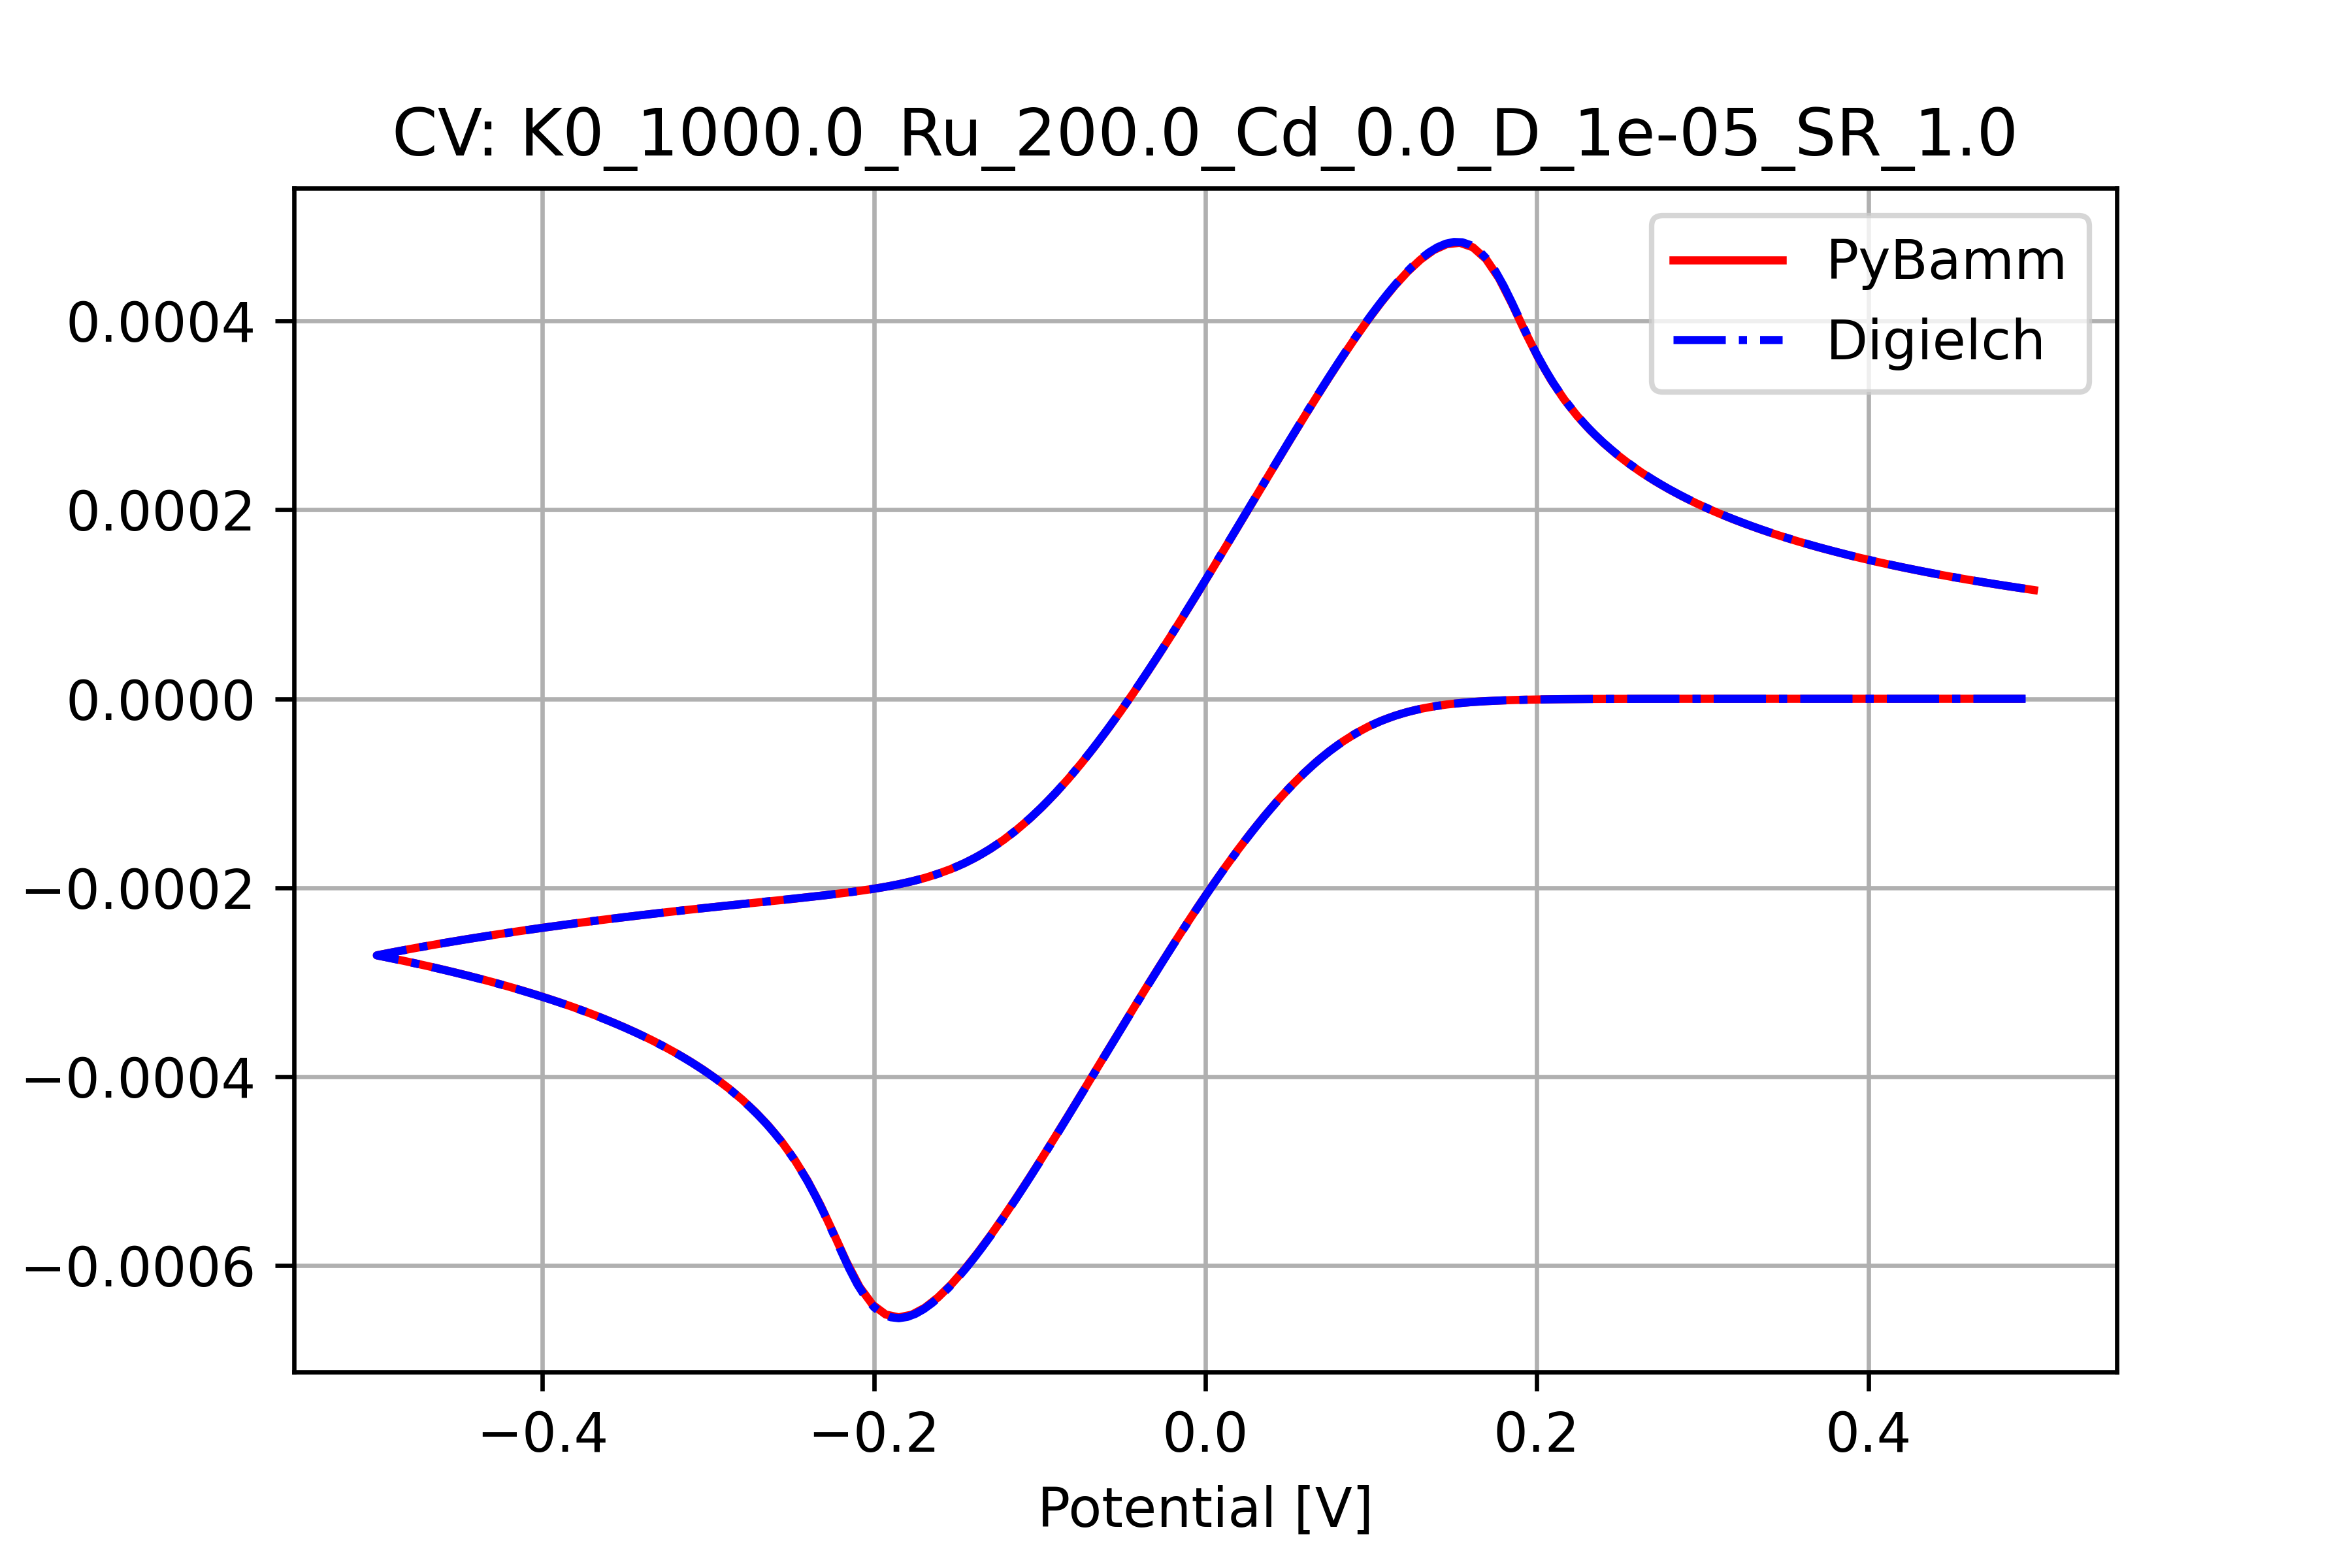 CV: K0_1000.0_Ru_200.0_Cd_0.0_D_1e-05_SR_1.0
PyBamm
Digielch
0.0004
0.0002
0.0000
−0.0002
−0.0004
−0.0006
−0.4 −0.2 0.0 0.2 0.4
Potential [V]